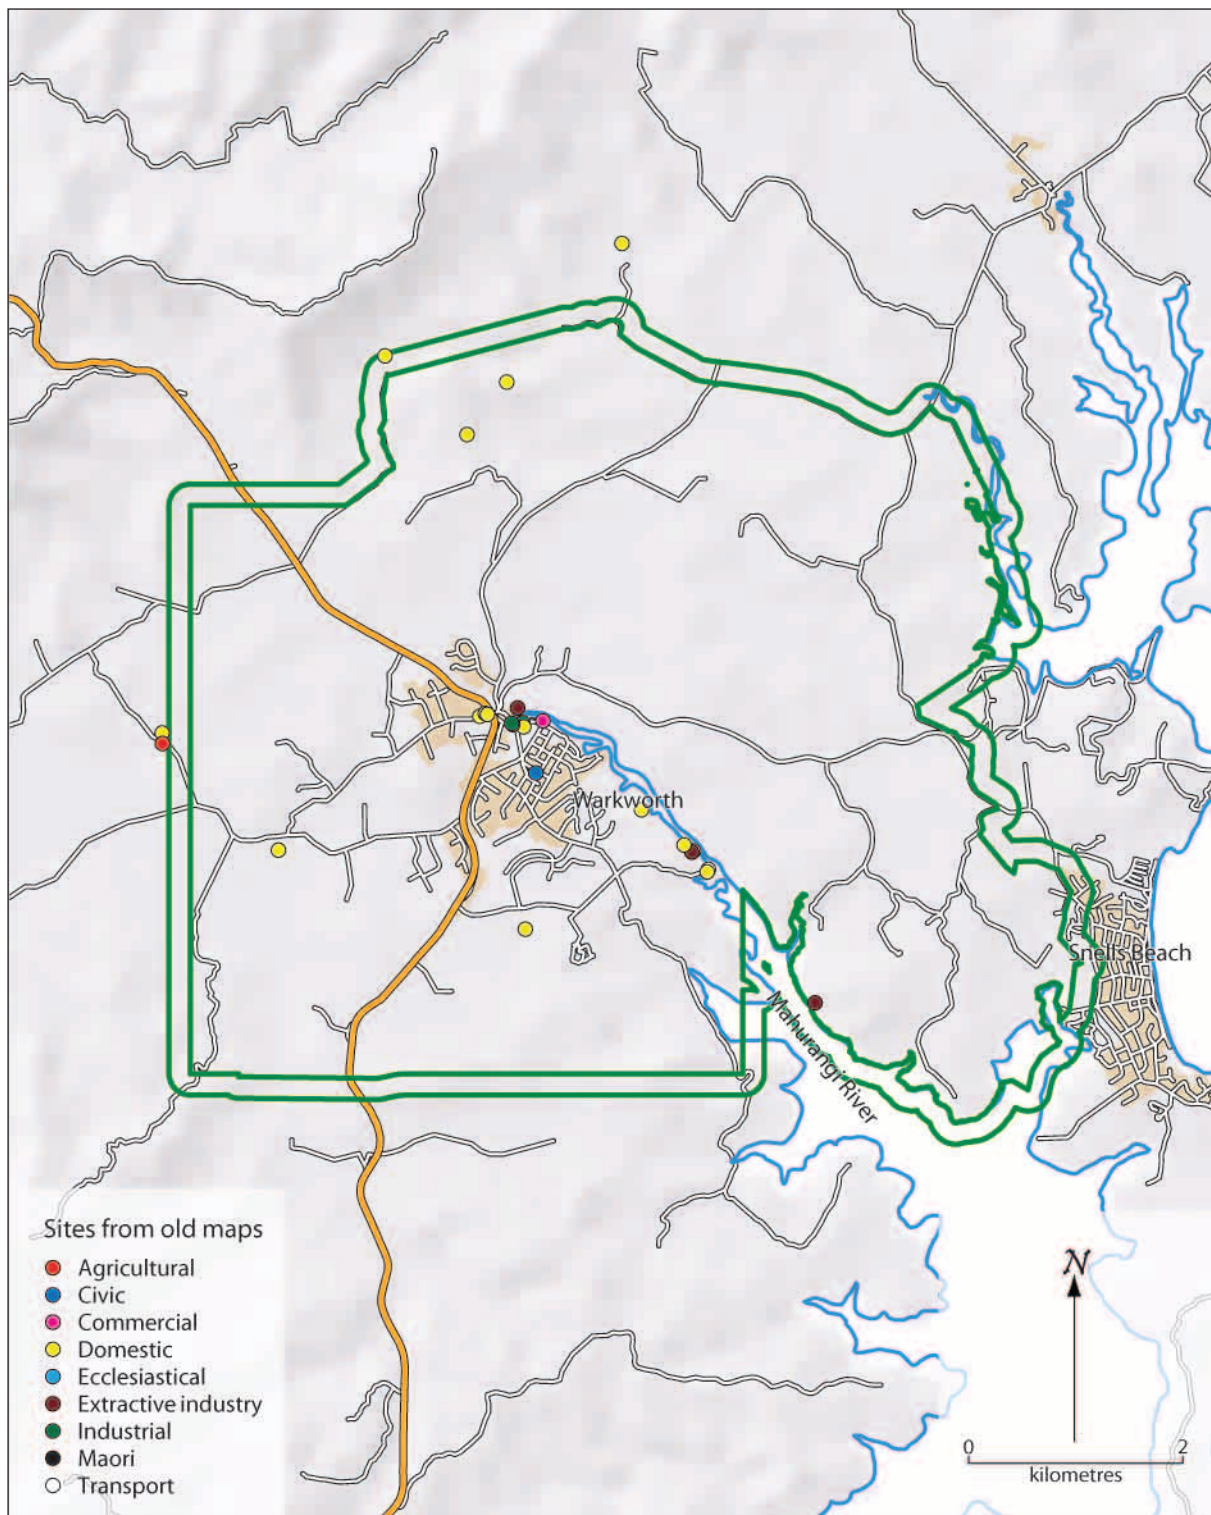 Warkworth
Snells Beach
Mahurangi River
Sites from old maps
Agricultural
Civic
Commercial
Domestic
Ecclesiastical
Extractive industry
Industrial
Maori
Transport
N
0 2
kilometres